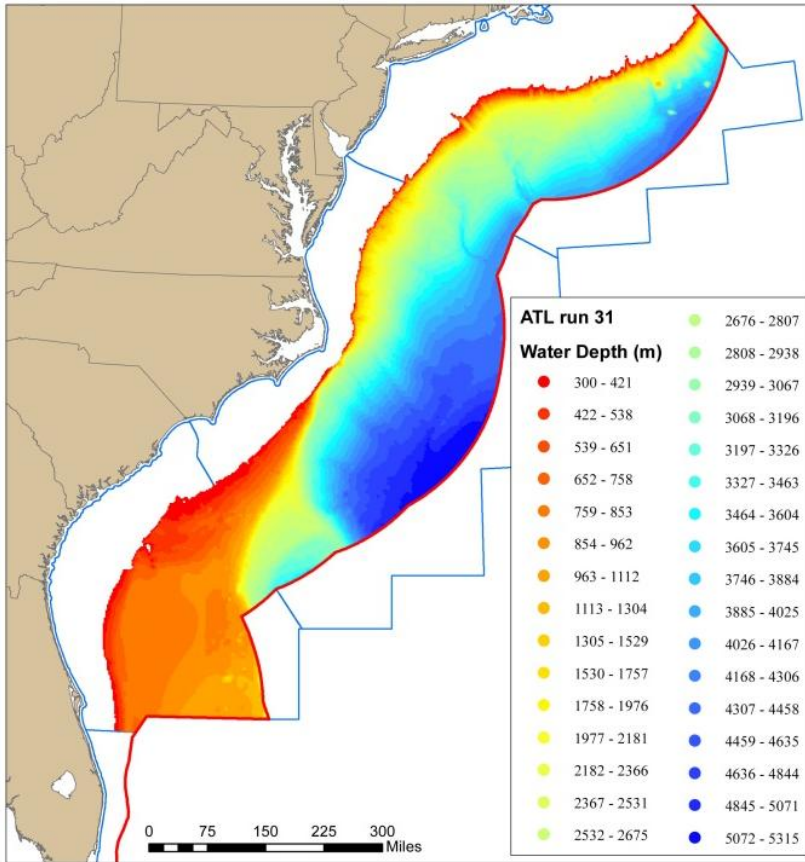 ATL run 31
Water Depth (m)
300 - 421
422 - 538
539 - 651
652 - 758
759 - 853
854 - 962
963 - 1112
1113 - 1304
1305 - 1529
1530 - 1757
1758 - 1976
1977 - 2181
2182 - 2366
2367 - 2531
2532 - 2675
2676 - 2807
2808 - 2938
2939 - 3067
3068 - 3196
3197 - 3326
3327 - 3463
3464 - 3604
3605 - 3745
3746 - 3884
3885 - 4025
4026 - 4167
4168 - 4306
4307 - 4458
4459 - 4635
4636 - 4844
4845 - 5071
5072 - 5315
0 75 150 225 300
Miles